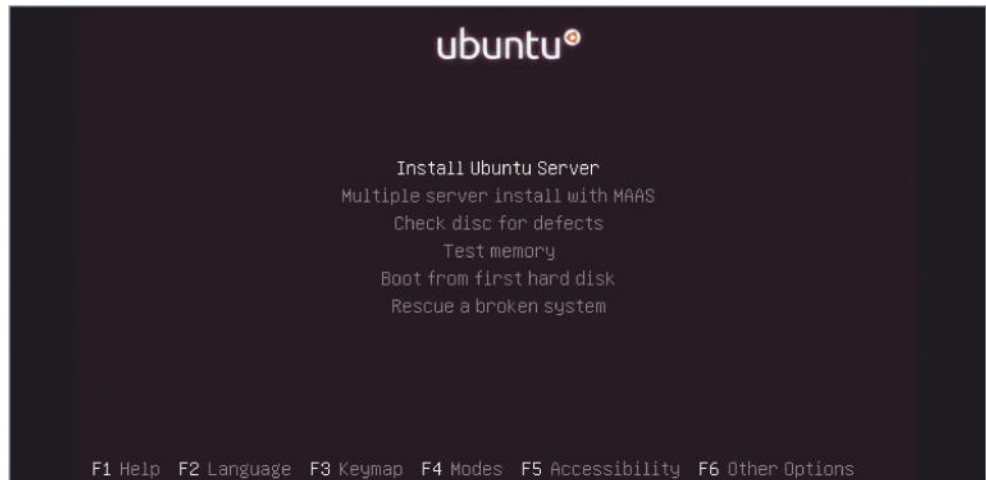 ubuntu
Install Ubuntu Server
Multiple server install with MAAS
Check disc for defects
Test memory
Boot from first hard disk
Rescue a broken system
F1 Help F2 Language F3 Keymap F4 Modes F5 Accessibility F6 Other Options